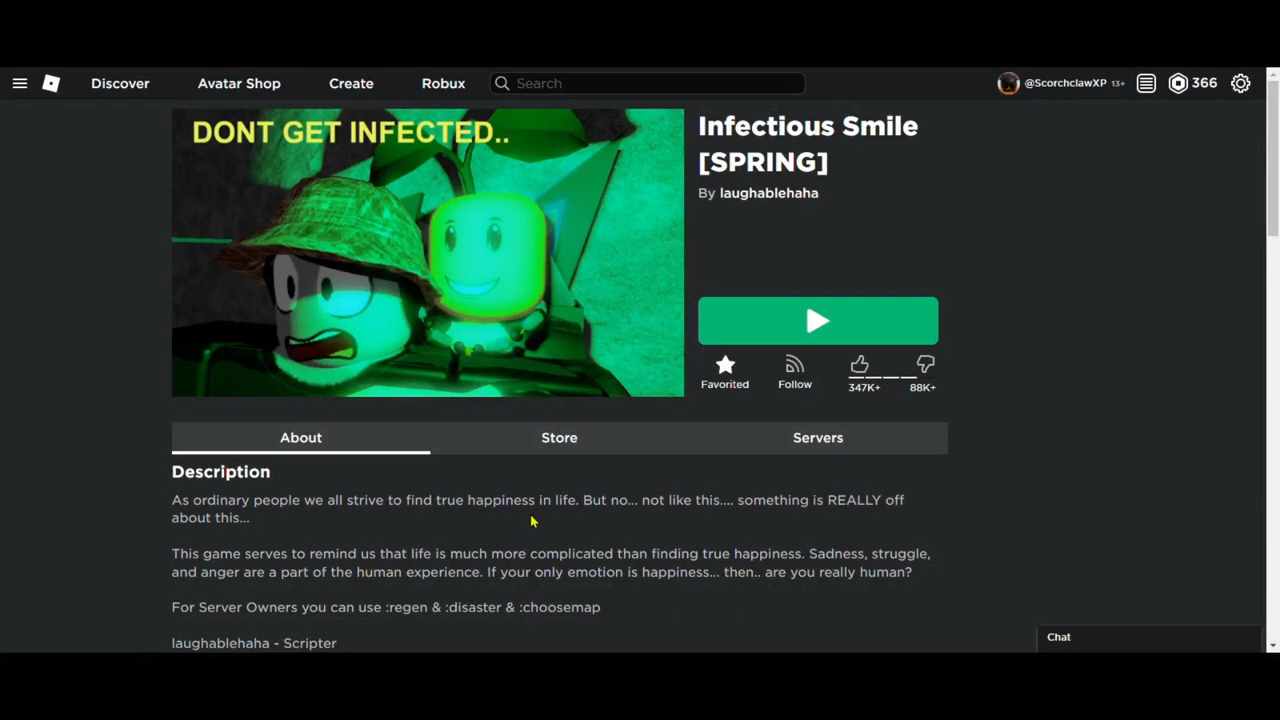 Discover
Avatar Shop
Create
Robux
Search
@ScorchclawXP 13+
366
DONT GET INFECTED..
Infectious Smile
[SPRING]
By laughablehaha
Favorited
Follow
347K+
88K+
About
Store
Servers
Description
As ordinary people we all strive to find true happiness in life. But no... not like this.... something is REALLY off
about this...
This game serves to remind us that life is much more complicated than finding true happiness. Sadness, struggle,
and anger are a part of the human experience. If your only emotion is happiness... then.. are you really human?
For Server Owners you can use :regen & :disaster & :choosemap
laughablehaha - Scripter
Chat